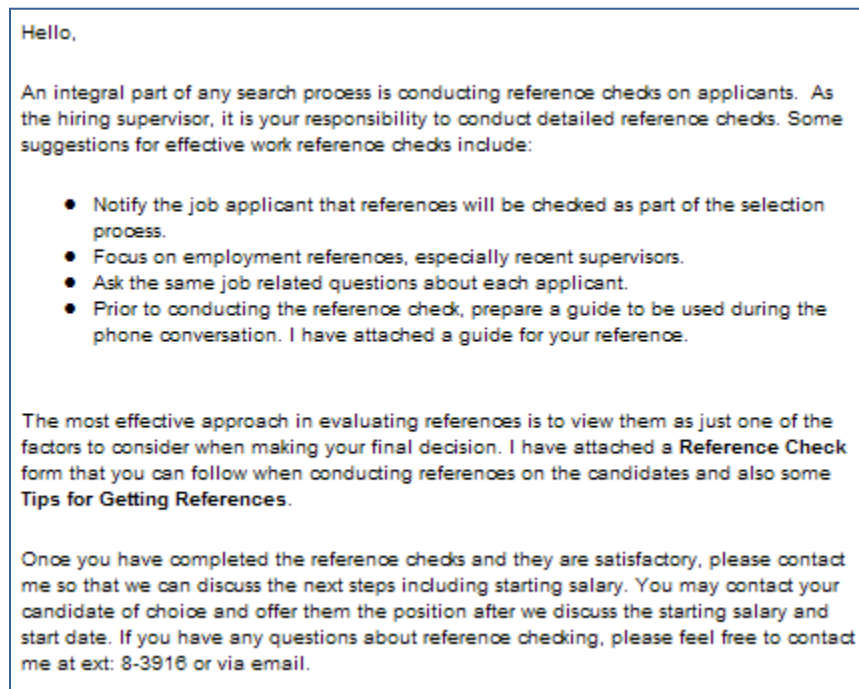 Hello,
An integral part of any search process is conducting reference checks on applicants.  As
the hiring supervisor, it is your responsibility to conduct detailed reference checks. Some
suggestions for effective work reference checks include:
● Notify the job applicant that references will be checked as part of the selection
process.
● Focus on employment references, especially recent supervisors.
● Ask the same job related questions about each applicant.
● Prior to conducting the reference check, prepare a guide to be used during the
phone conversation. I have attached a guide for your reference.
The most effective approach in evaluating references is to view them as just one of the
factors to consider when making your final decision. I have attached a Reference Check
form that you can follow when conducting references on the candidates and also some
Tips for Getting References.
Once you have completed the reference checks and they are satisfactory, please contact
me so that we can discuss the next steps including starting salary. You may contact your
candidate of choice and offer them the position after we discuss the starting salary and
start date. If you have any questions about reference checking, please feel free to contact
me at ext: 8-3916 or via email.